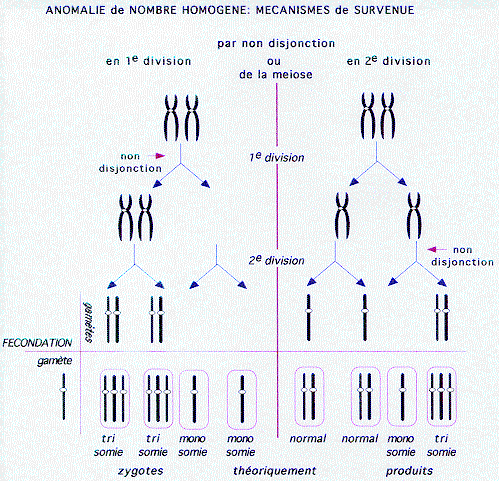 ANOMALIE de NOMBRE HOMOGENE: MECANISMES de SURVENUE
par non disjonction
en 1e division
ou
en 2e division
de la meiose
non
disjonction
1e division
non
disjonction
2e division
gamètes
FECONDATION
gamète
tri
somie
tri
somie
mono
somie
mono
somie
normal
normal
mono
somie
tri
somie
zygotes
théoriquement
produits